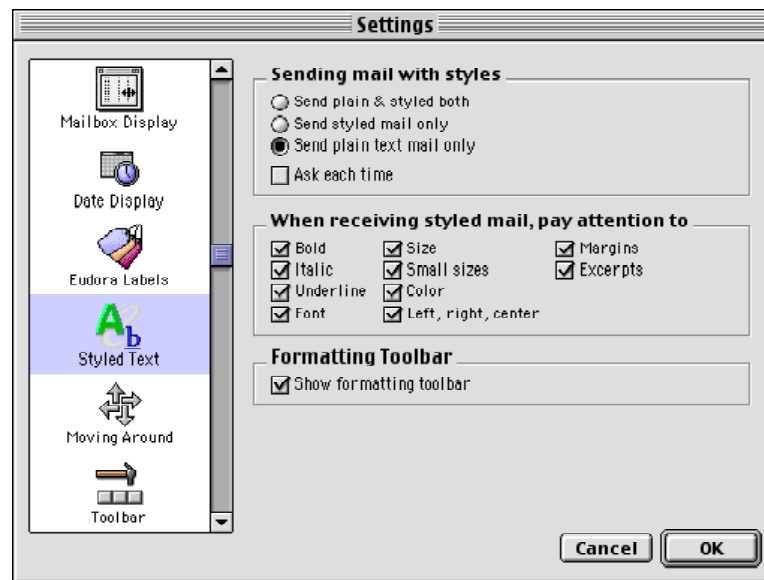 Settings
Mailbox Display
Date Display
Eudora Labels
Styled Text
Moving Around
Toolbar
Sending mail with styles
Send plain & styled both
Send styled mail only
Send plain text mail only
Ask each time
When receiving styled mail, pay attention to
Bold Size Margins
Italic Small sizes Excerpts
Underline Color
Font Left, right, center
Formatting Toolbar
Show formatting toolbar
Cancel OK